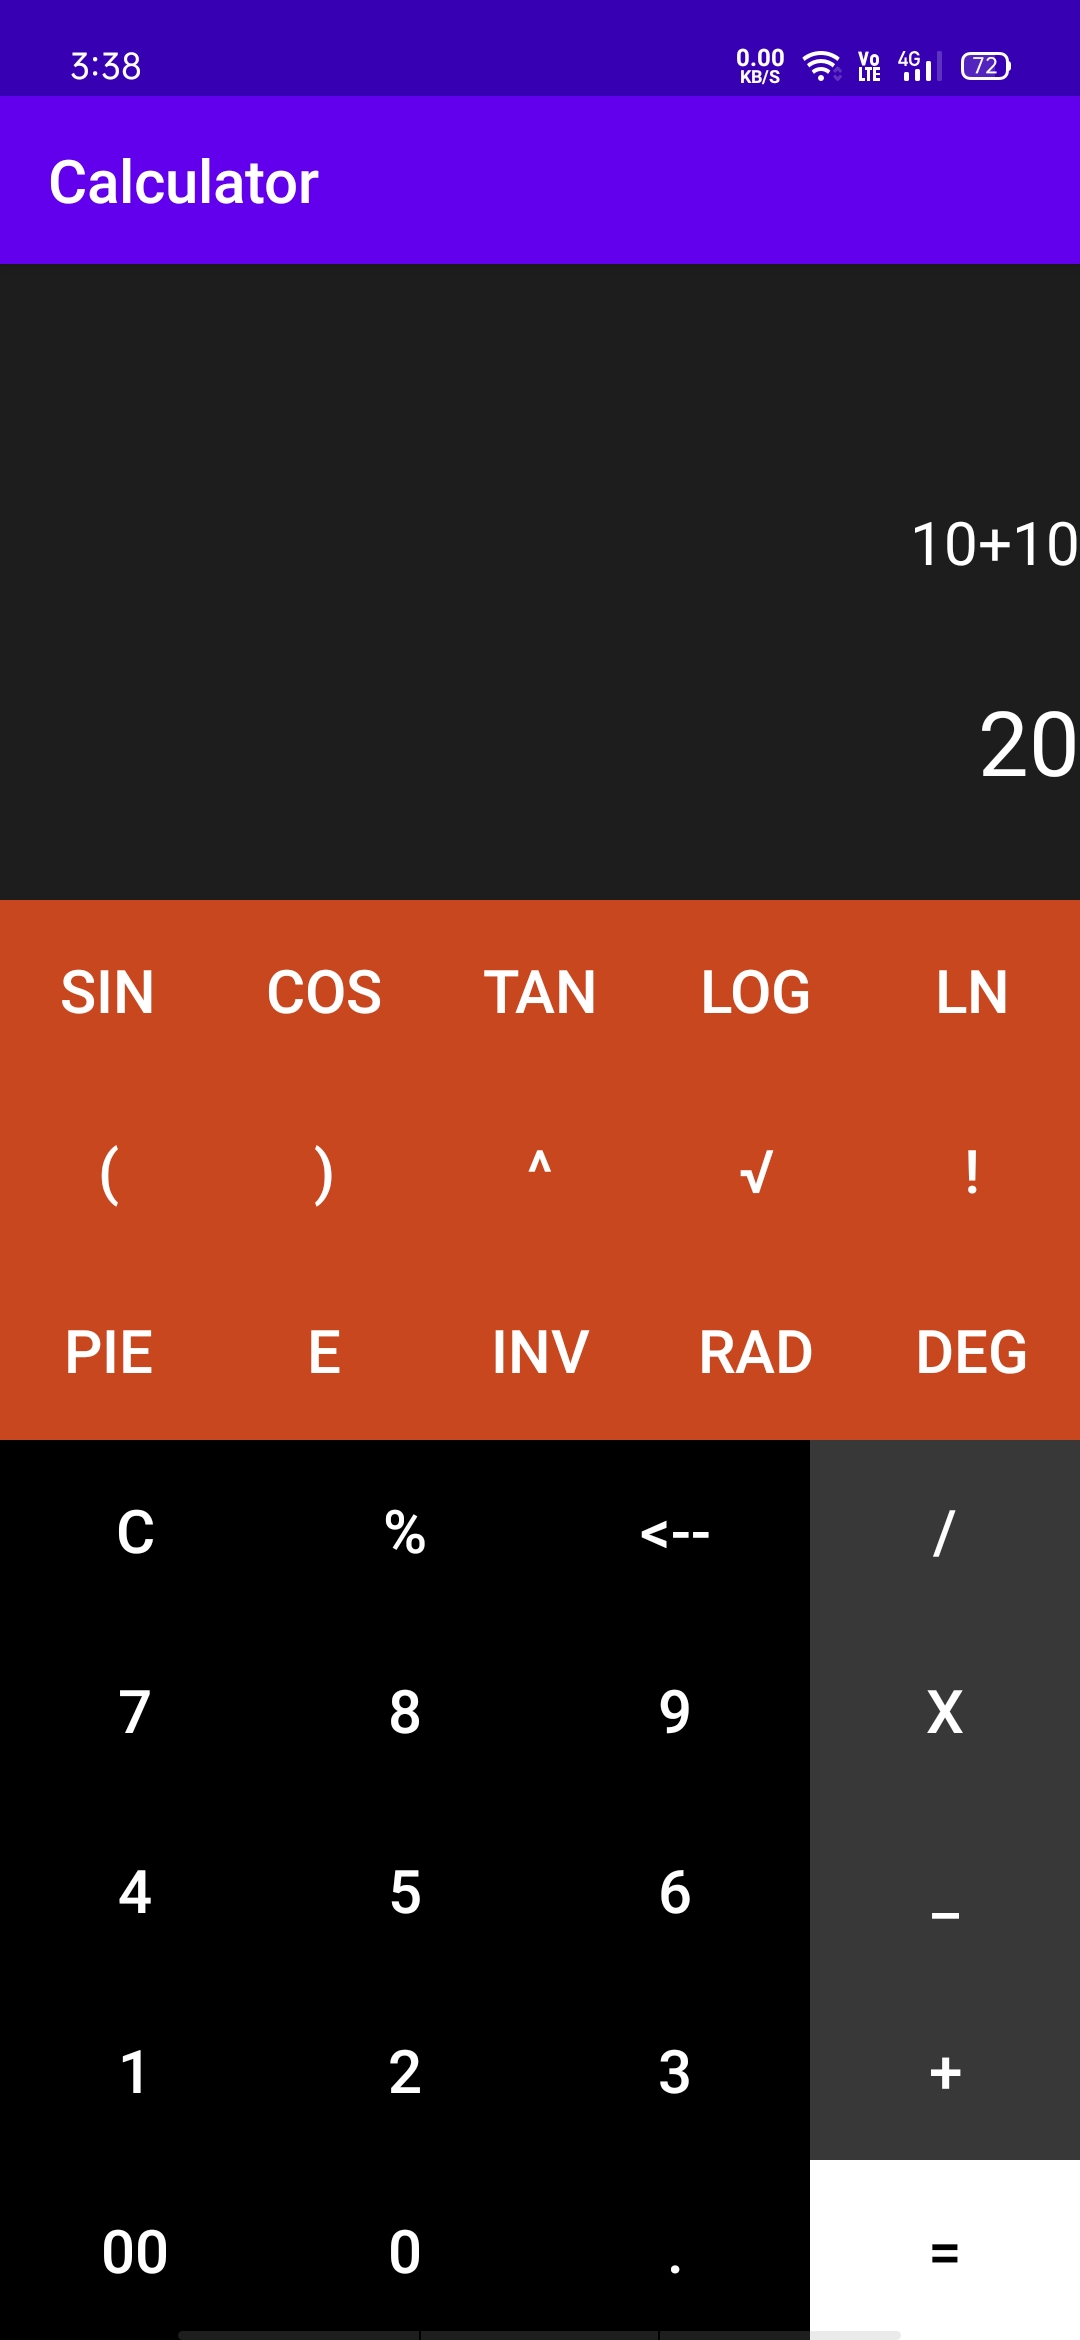 3:38 0.00 KB/S Vo LTE 4G 72
Calculator
10+10
20
SIN COS TAN LOG LN
( ) ^ √ !
PIE E INV RAD DEG
C % <-- /
7 8 9 X
4 5 6 _
1 2 3 +
00 0 . =